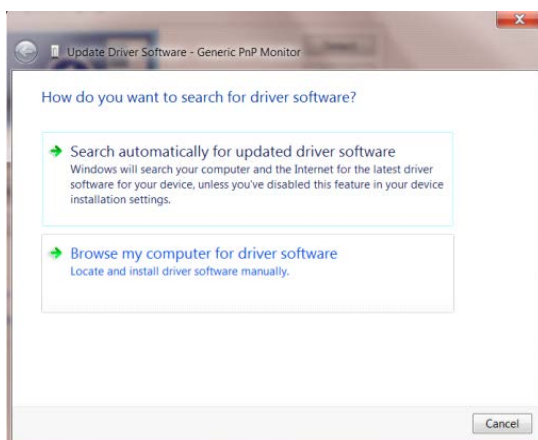 Update Driver Software - Generic PnP Monitor
How do you want to search for driver software?
Search automatically for updated driver software
Windows will search your computer and the Internet for the latest driver
software for your device, unless you've disabled this feature in your device
installation settings.
Browse my computer for driver software
Locate and install driver software manually.
Cancel